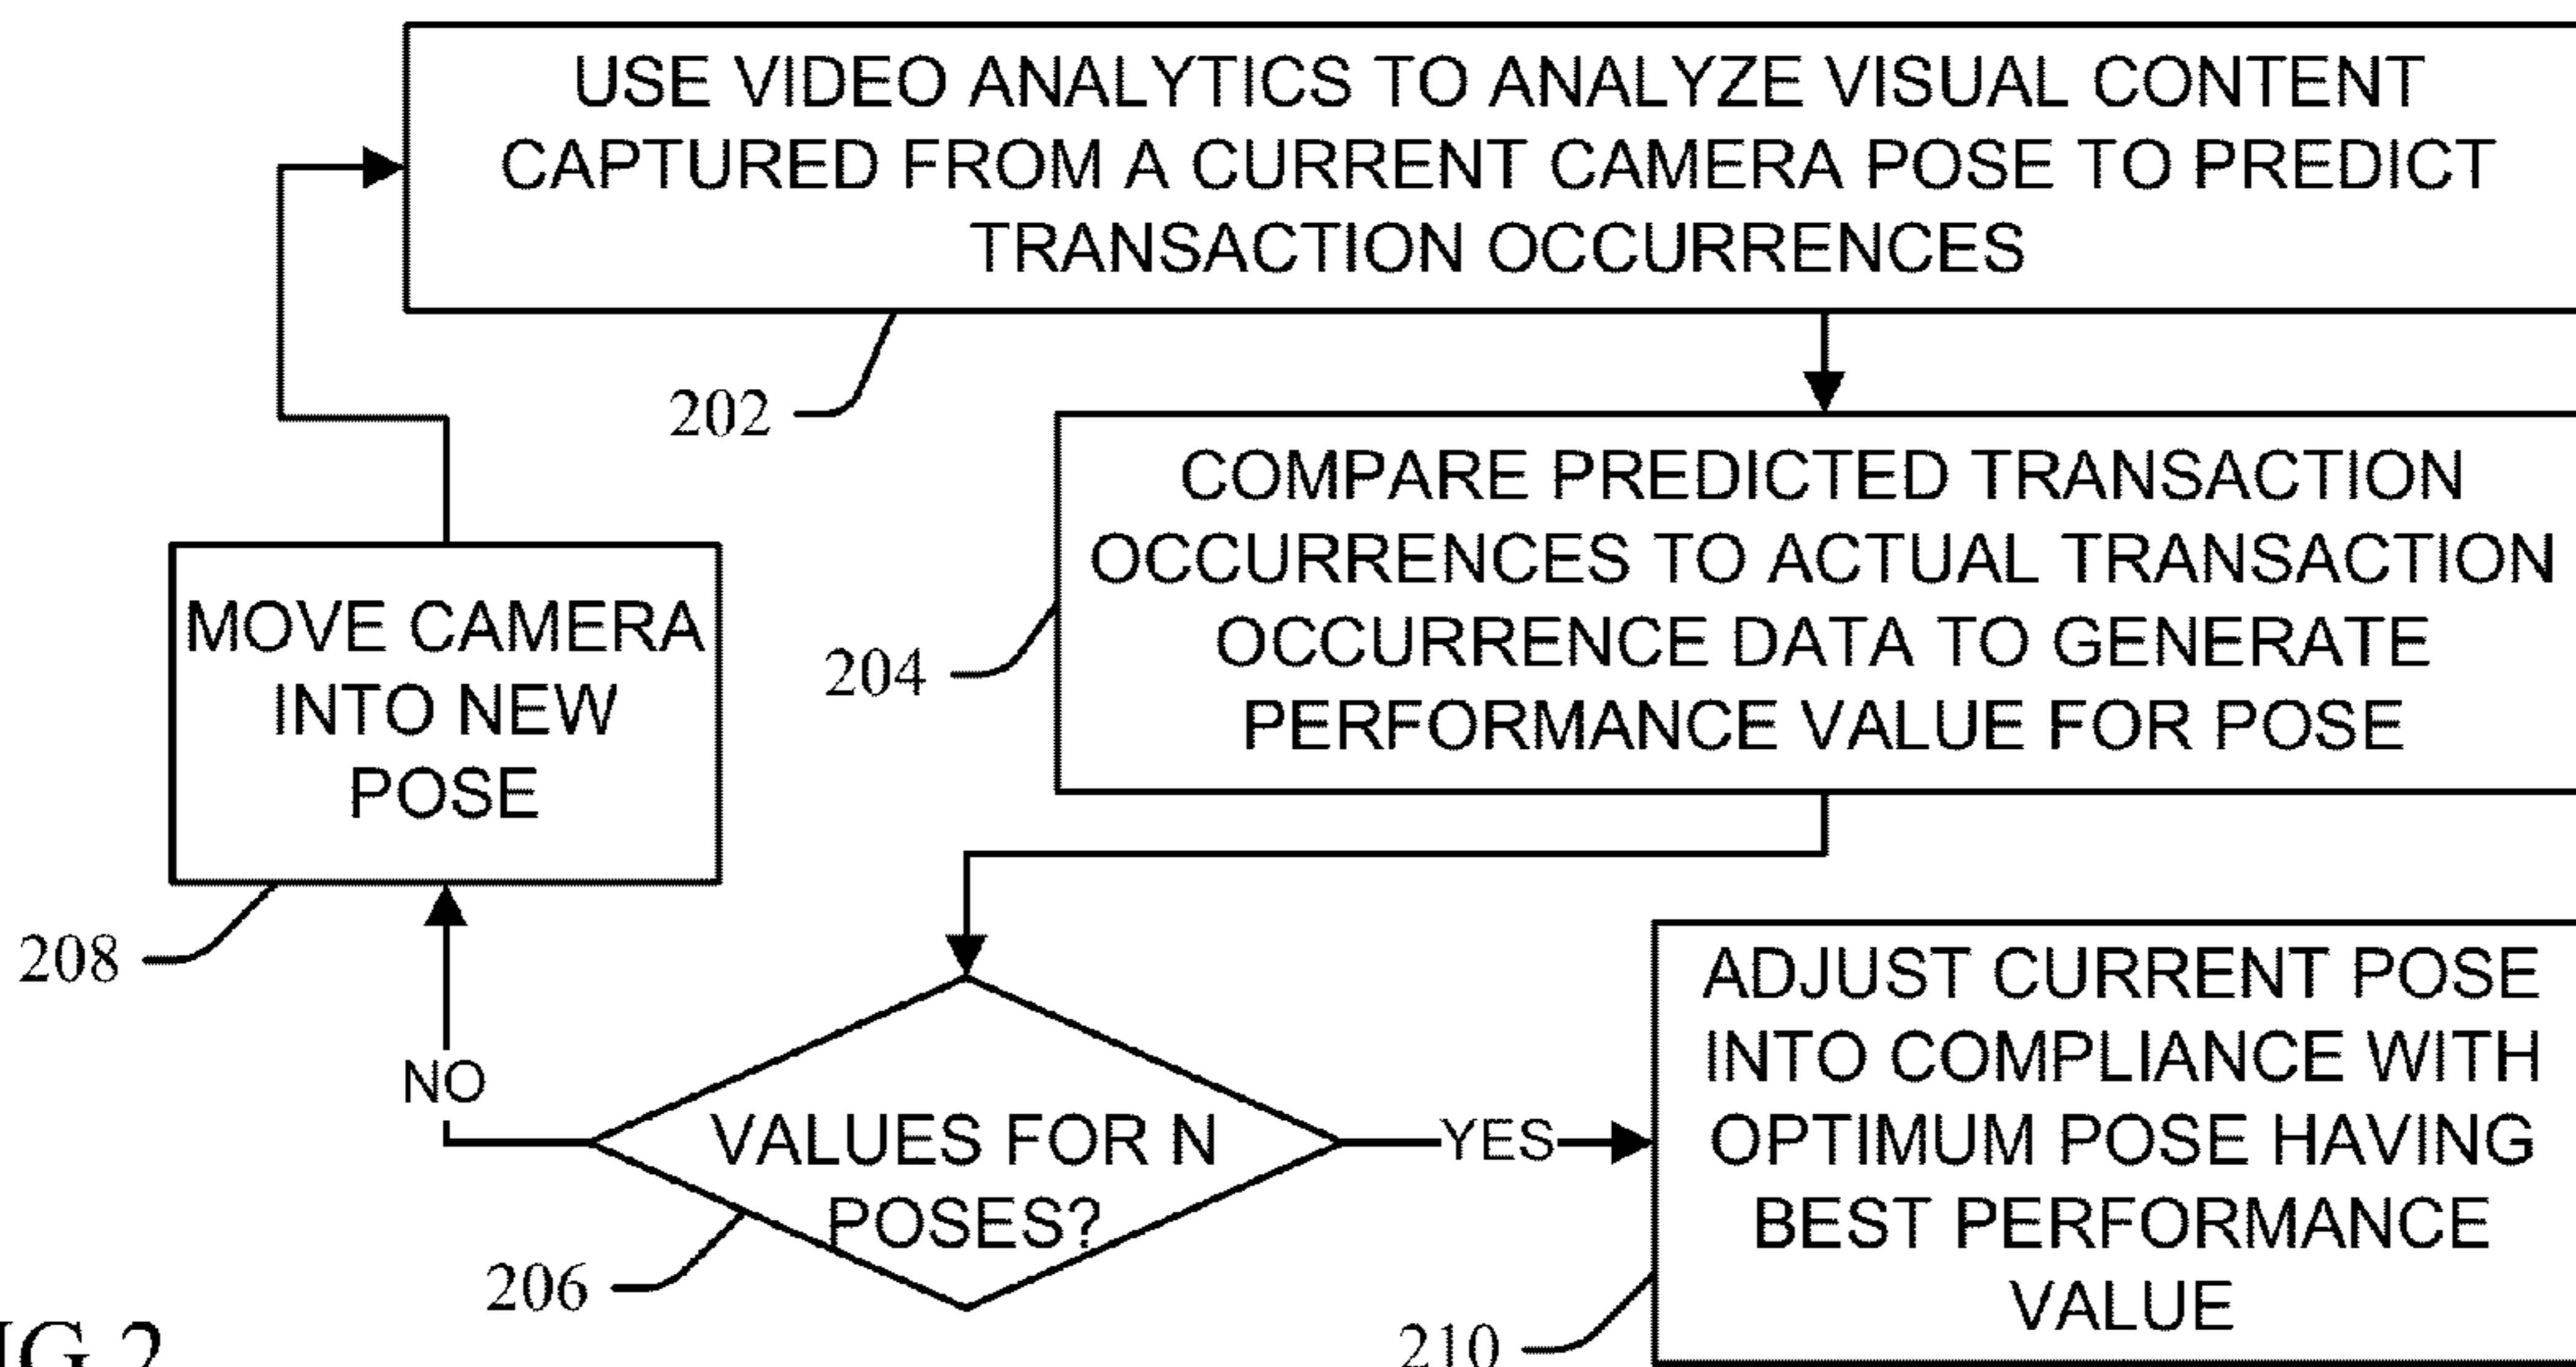 USE VIDEO ANALYTICS TO ANALYZE VISUAL CONTENT
CAPTURED FROM A CURRENT CAMERA POSE TO PREDICT
TRANSACTION OCCURRENCES
202
COMPARE PREDICTED TRANSACTION
OCCURRENCES TO ACTUAL TRANSACTION
OCCURRENCE DATA TO GENERATE
PERFORMANCE VALUE FOR POSE
204
MOVE CAMERA
INTO NEW
POSE
208
NO
VALUES FOR N
POSES?
206
YES
ADJUST CURRENT POSE
INTO COMPLIANCE WITH
OPTIMUM POSE HAVING
BEST PERFORMANCE
VALUE
210
IG 2